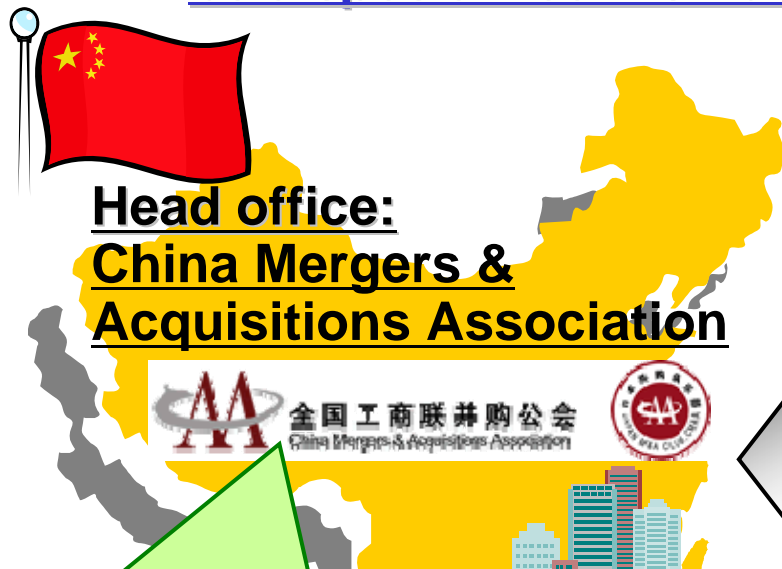 Head office:
China Mergers &
Acquisitions Association
全国工商联并购公会
China Mergers & Acquisitions Association